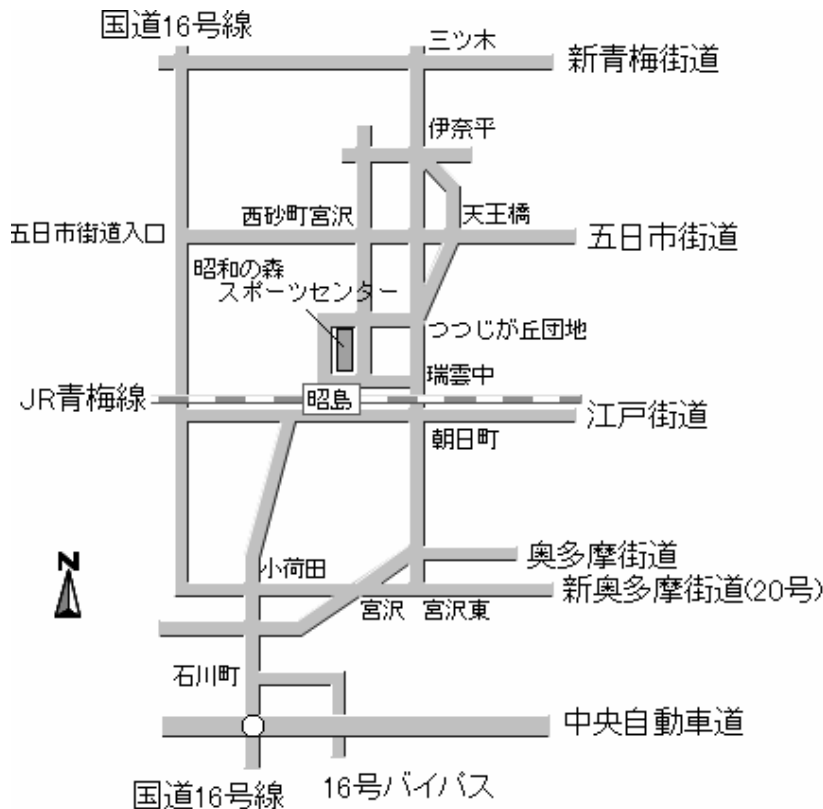 国道16号線
三ツ木
新青梅街道
伊奈平
西砂町宮沢
天王橋
五日市街道入口
五日市街道
昭和の森
スポーツセンター
つつじが丘団地
瑞雲中
JR青梅線
昭島
江戸街道
朝日町
N
奥多摩街道
小荷田
新奥多摩街道(20号)
宮沢
宮沢東
石川町
中央自動車道
国道16号線
16号バイパス